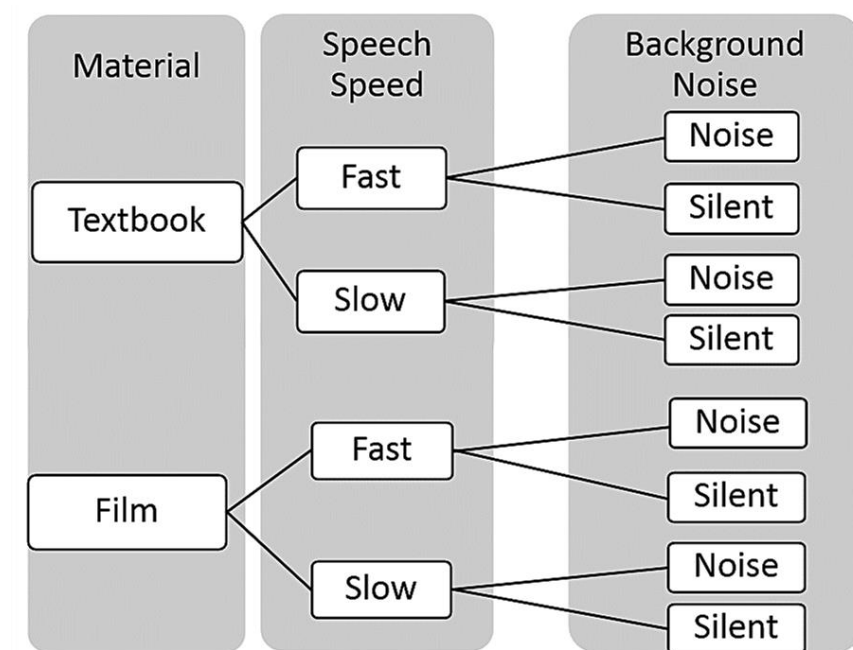 Material
Speech
Speed
Background
Noise
Textbook
Fast
Noise
Silent
Slow
Noise
Silent
Film
Fast
Noise
Silent
Slow
Noise
Silent